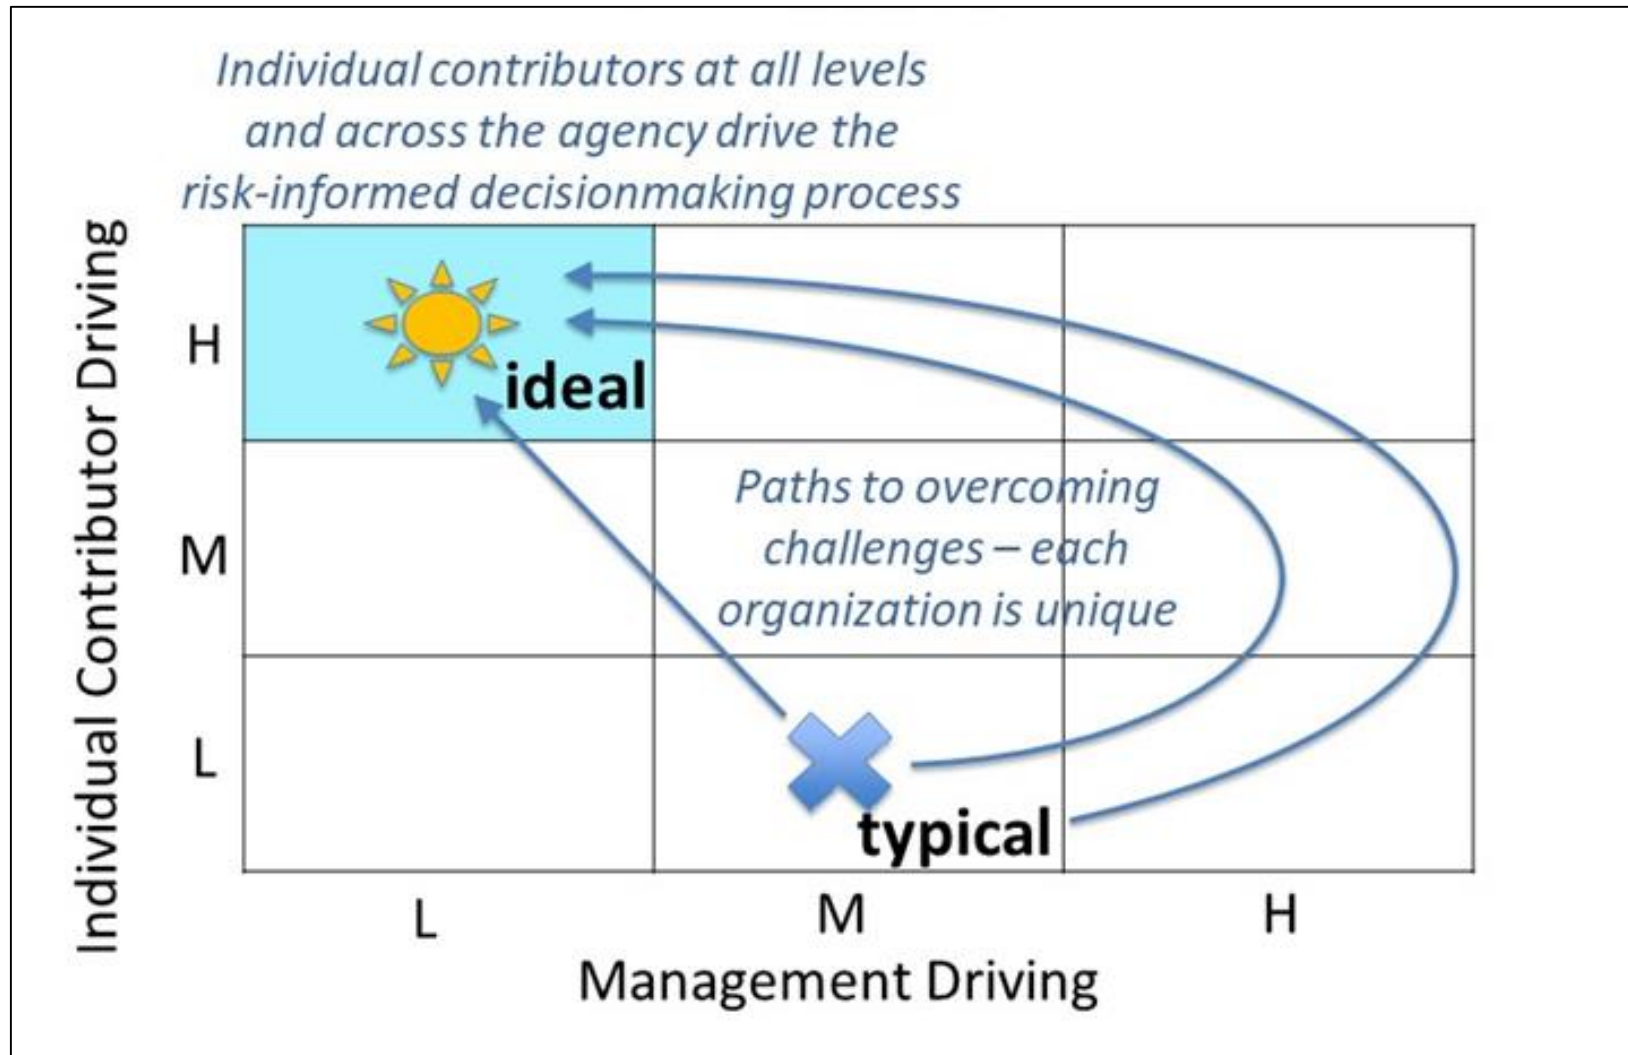 Individual contributors at all levels
and across the agency drive the
risk-informed decisionmaking process
Individual Contributor Driving
H
ideal
M
Paths to overcoming
challenges – each
organization is unique
L
typical
L
M
H
Management Driving